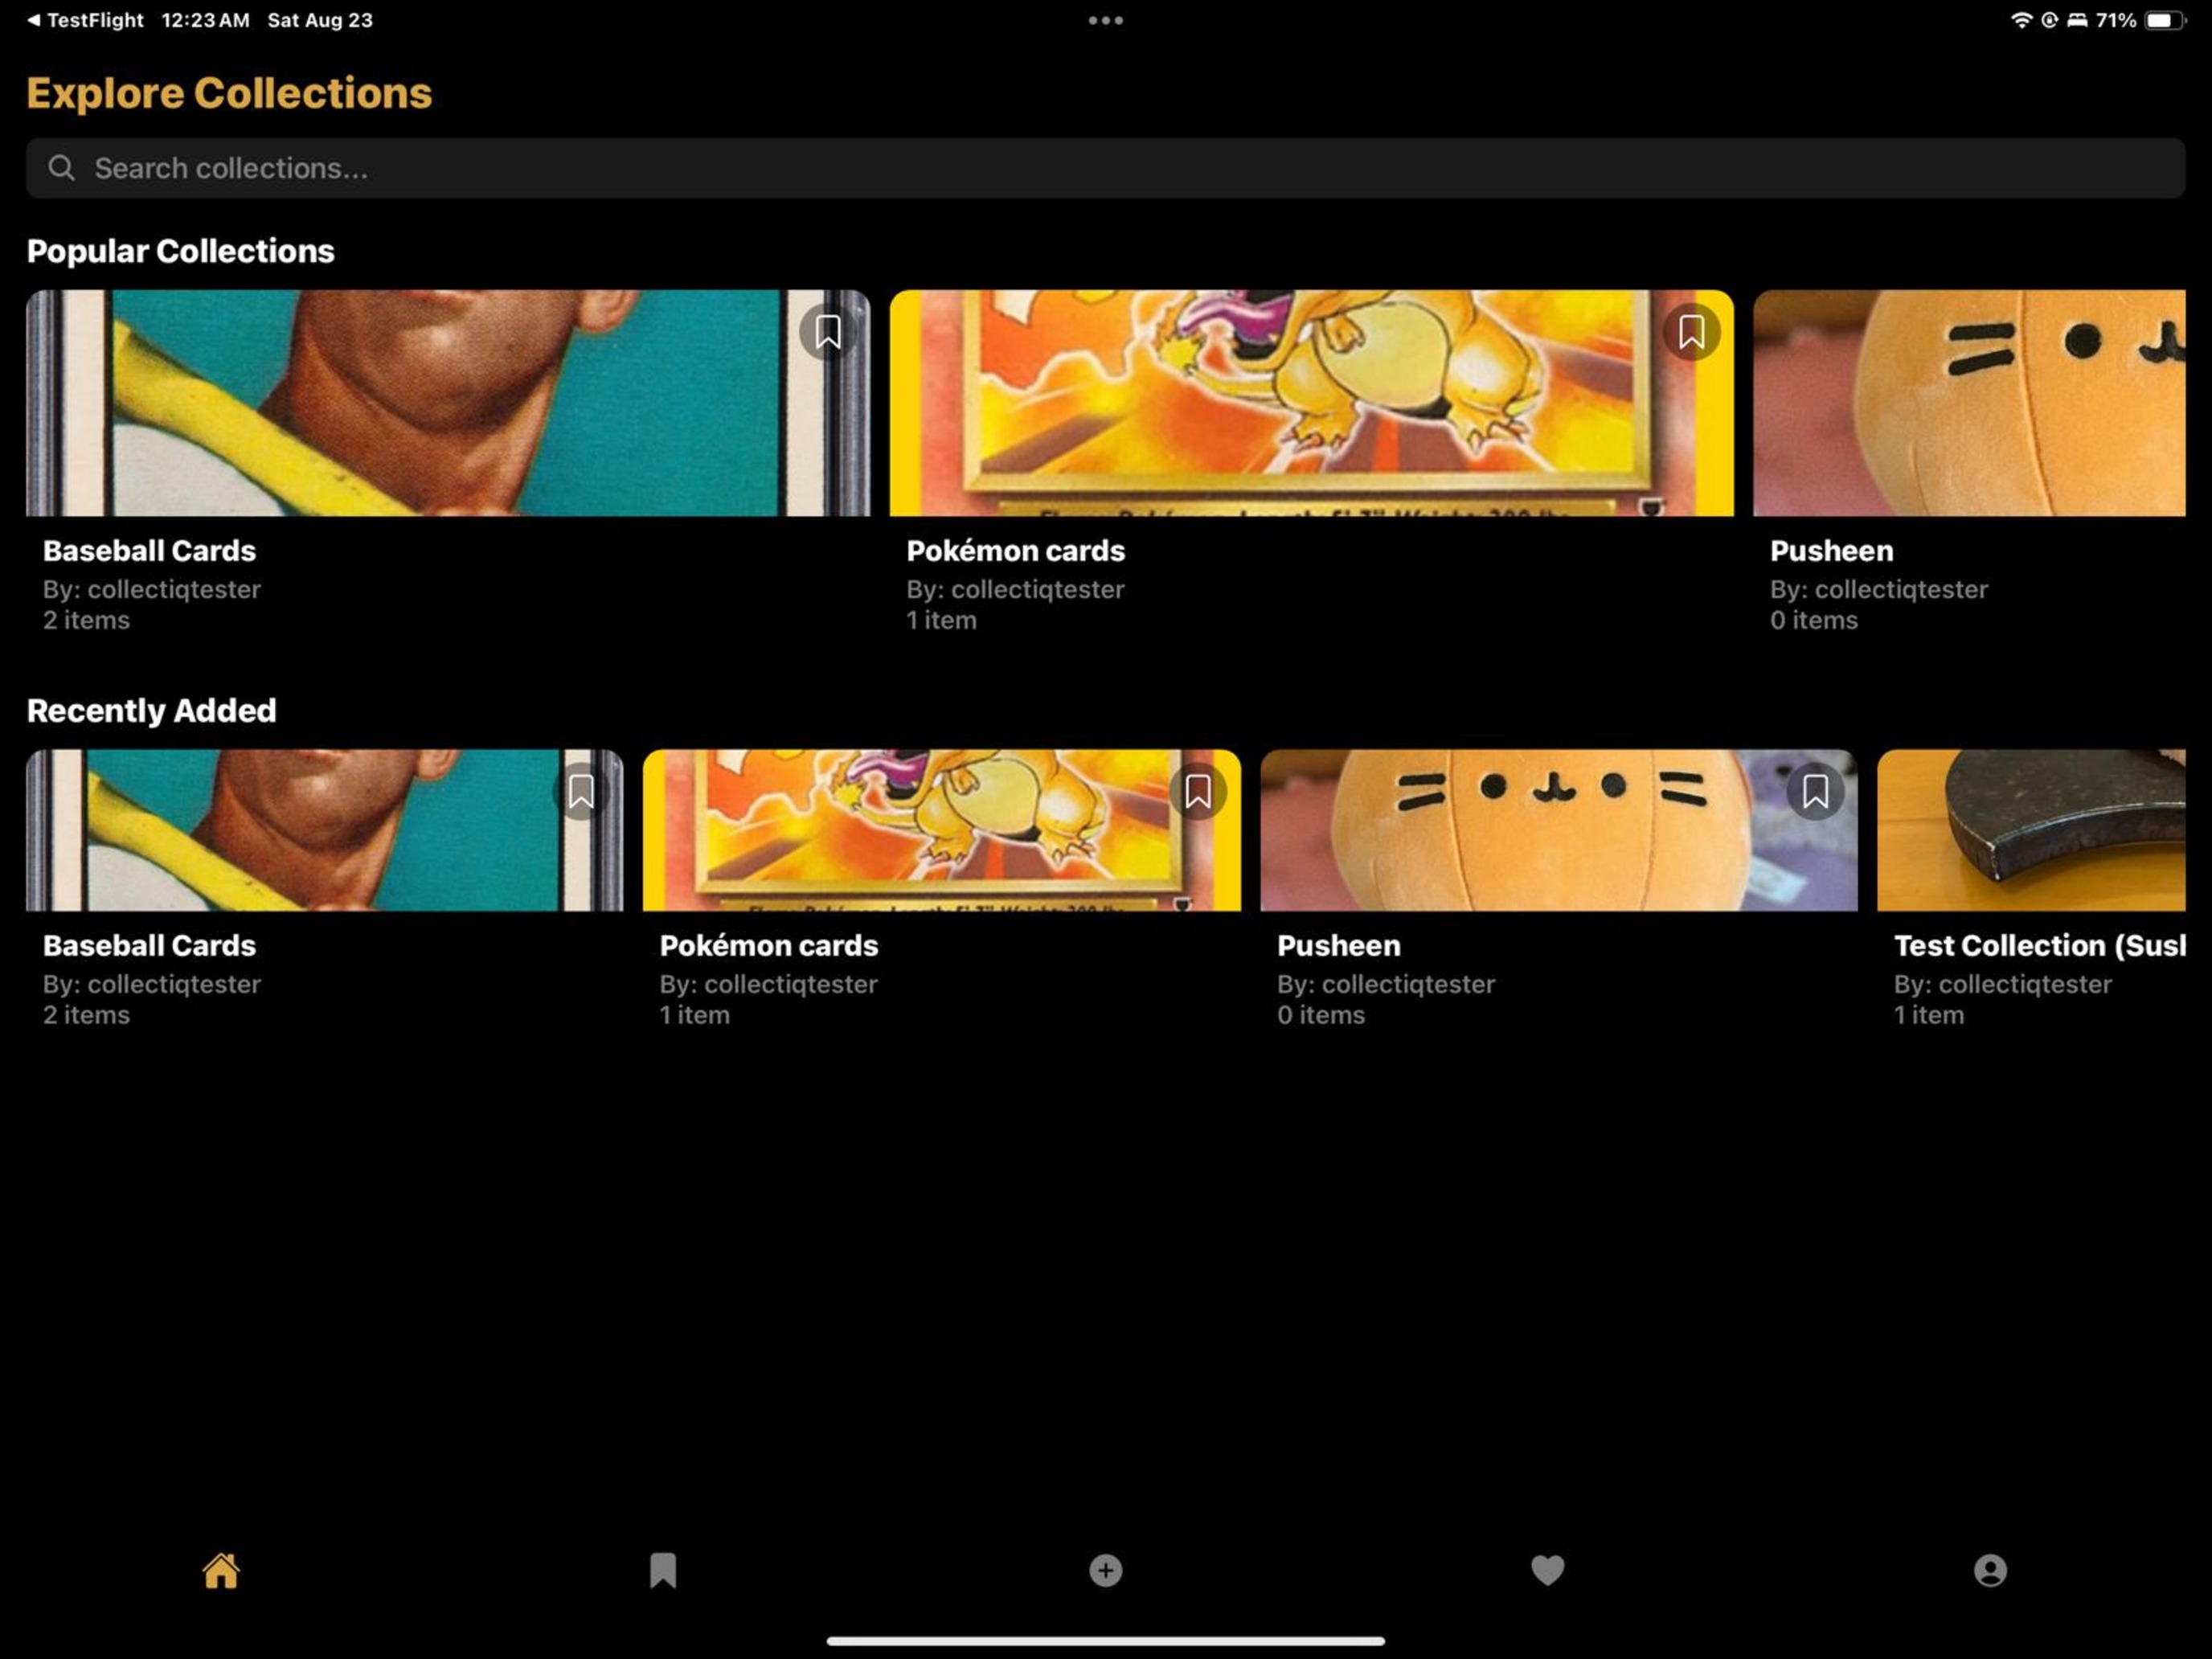 ◀ TestFlight 12:23 AM Sat Aug 23
71%
Explore Collections
Search collections...
Popular Collections
Baseball Cards
By: collectiqtester
2 items
Pokémon cards
By: collectiqtester
1 item
Pusheen
By: collectiqtester
0 items
Recently Added
Baseball Cards
By: collectiqtester
2 items
Pokémon cards
By: collectiqtester
1 item
Pusheen
By: collectiqtester
0 items
Test Collection (Sus
By: collectiqtester
1 item